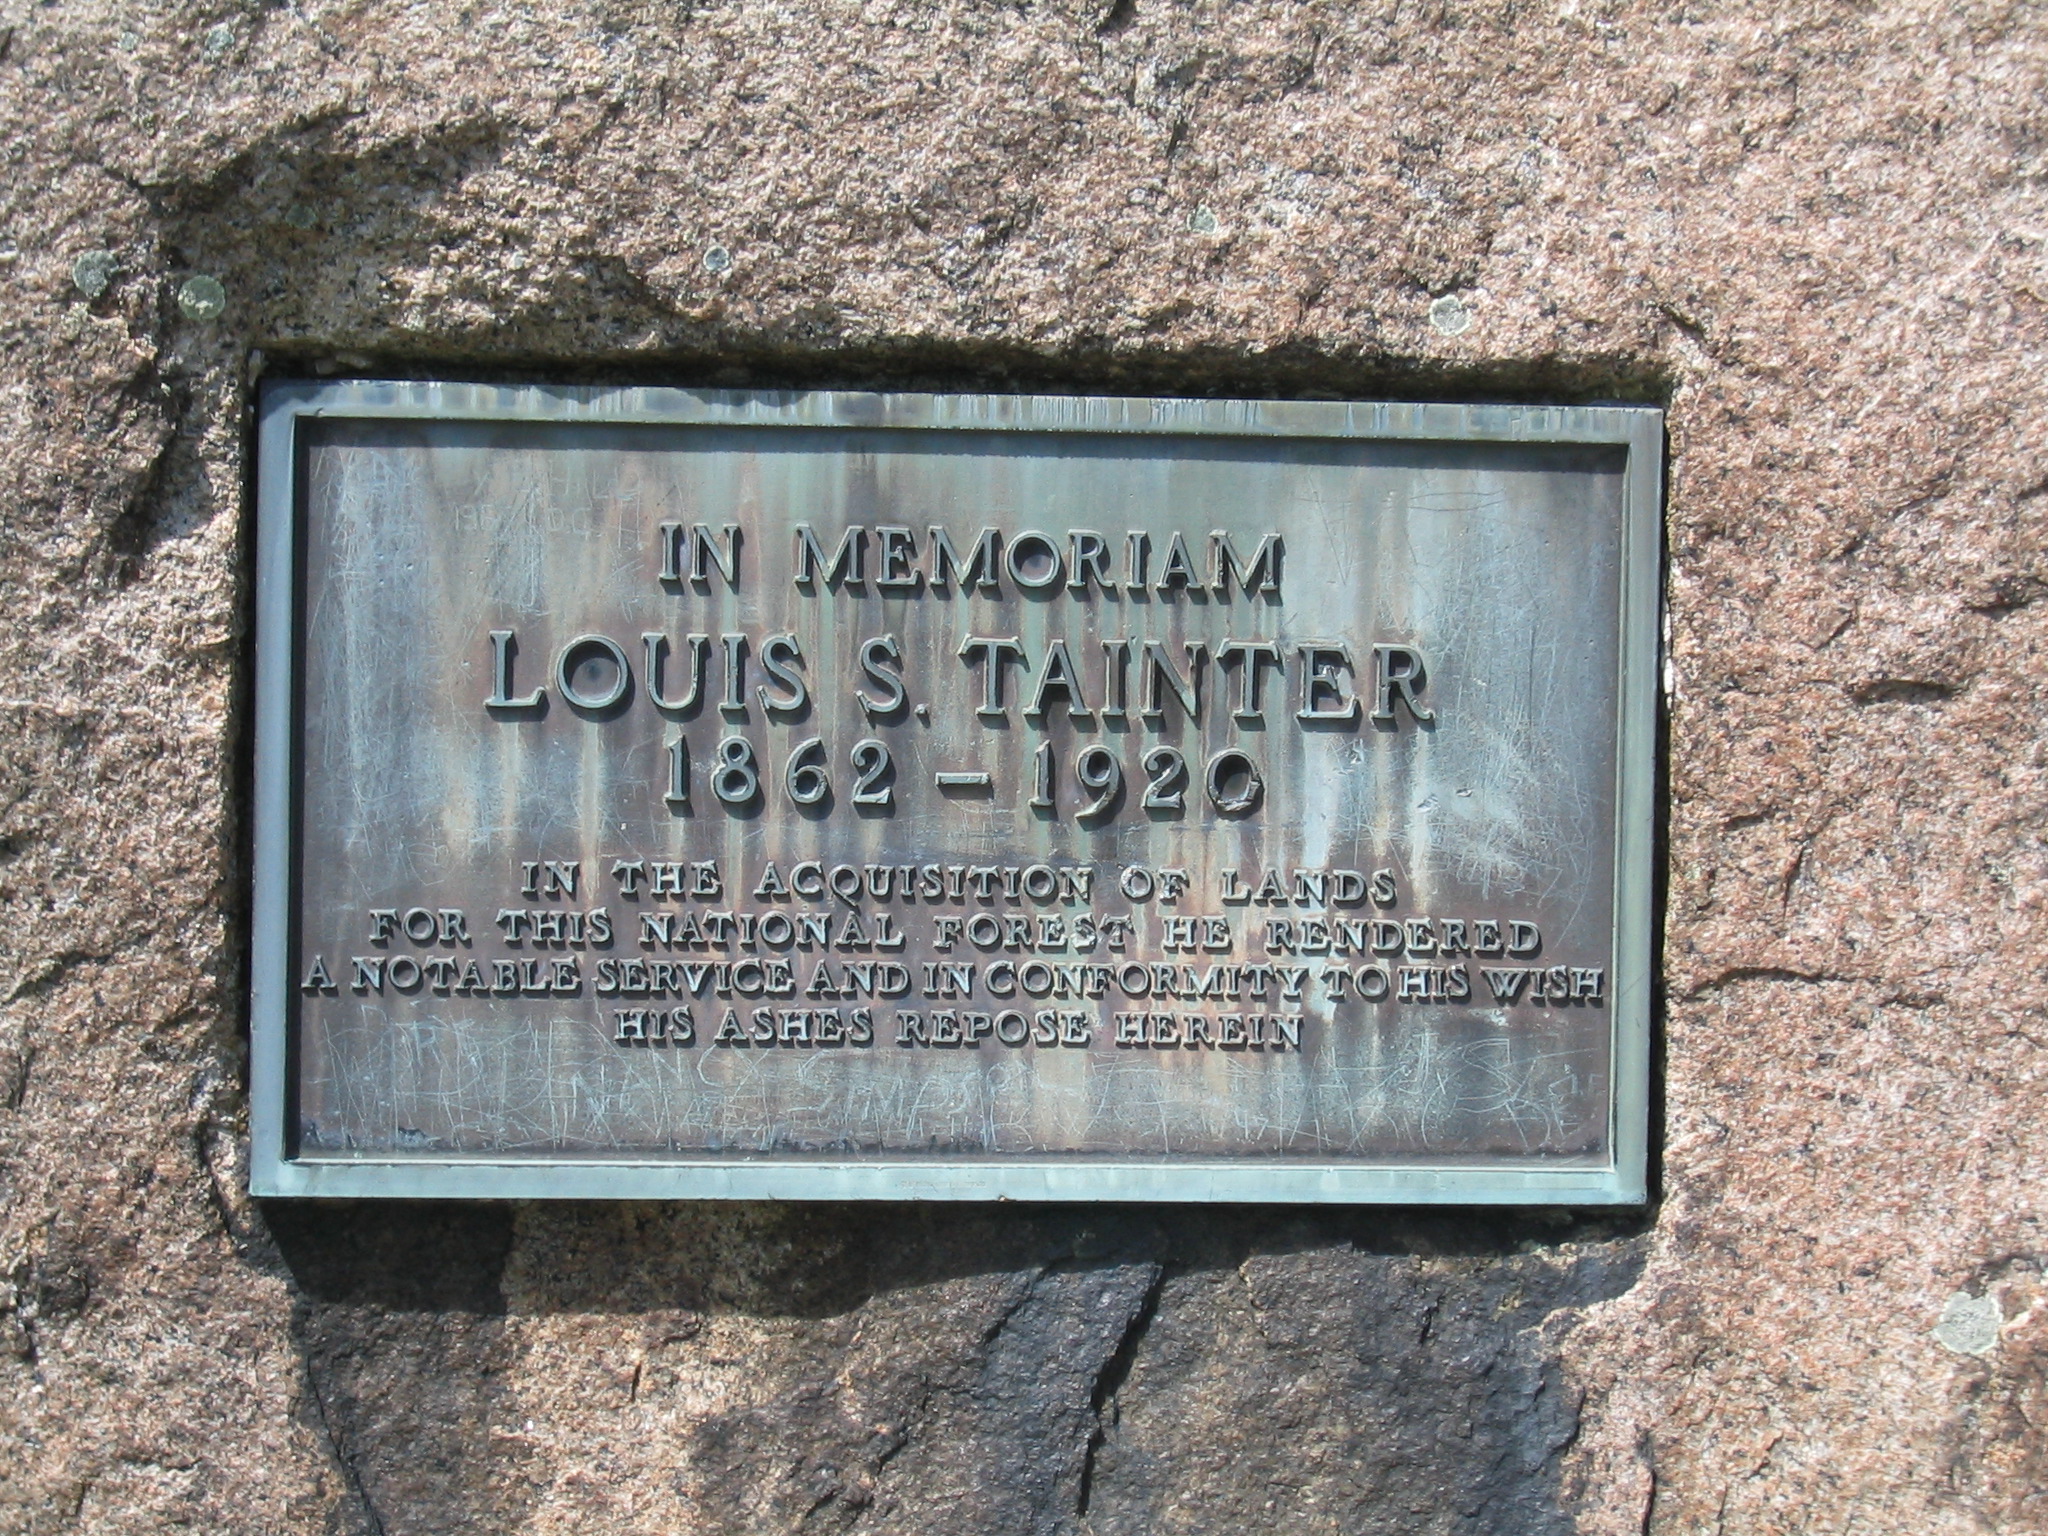 IN MEMORIAM
LOUIS S. TAINTER
1862 – 1920
IN THE ACQUISITION OF LANDS
FOR THIS NATIONAL FOREST HE RENDERED
A NOTABLE SERVICE AND IN CONFORMITY TO HIS WISH
HIS ASHES REPOSE HEREIN